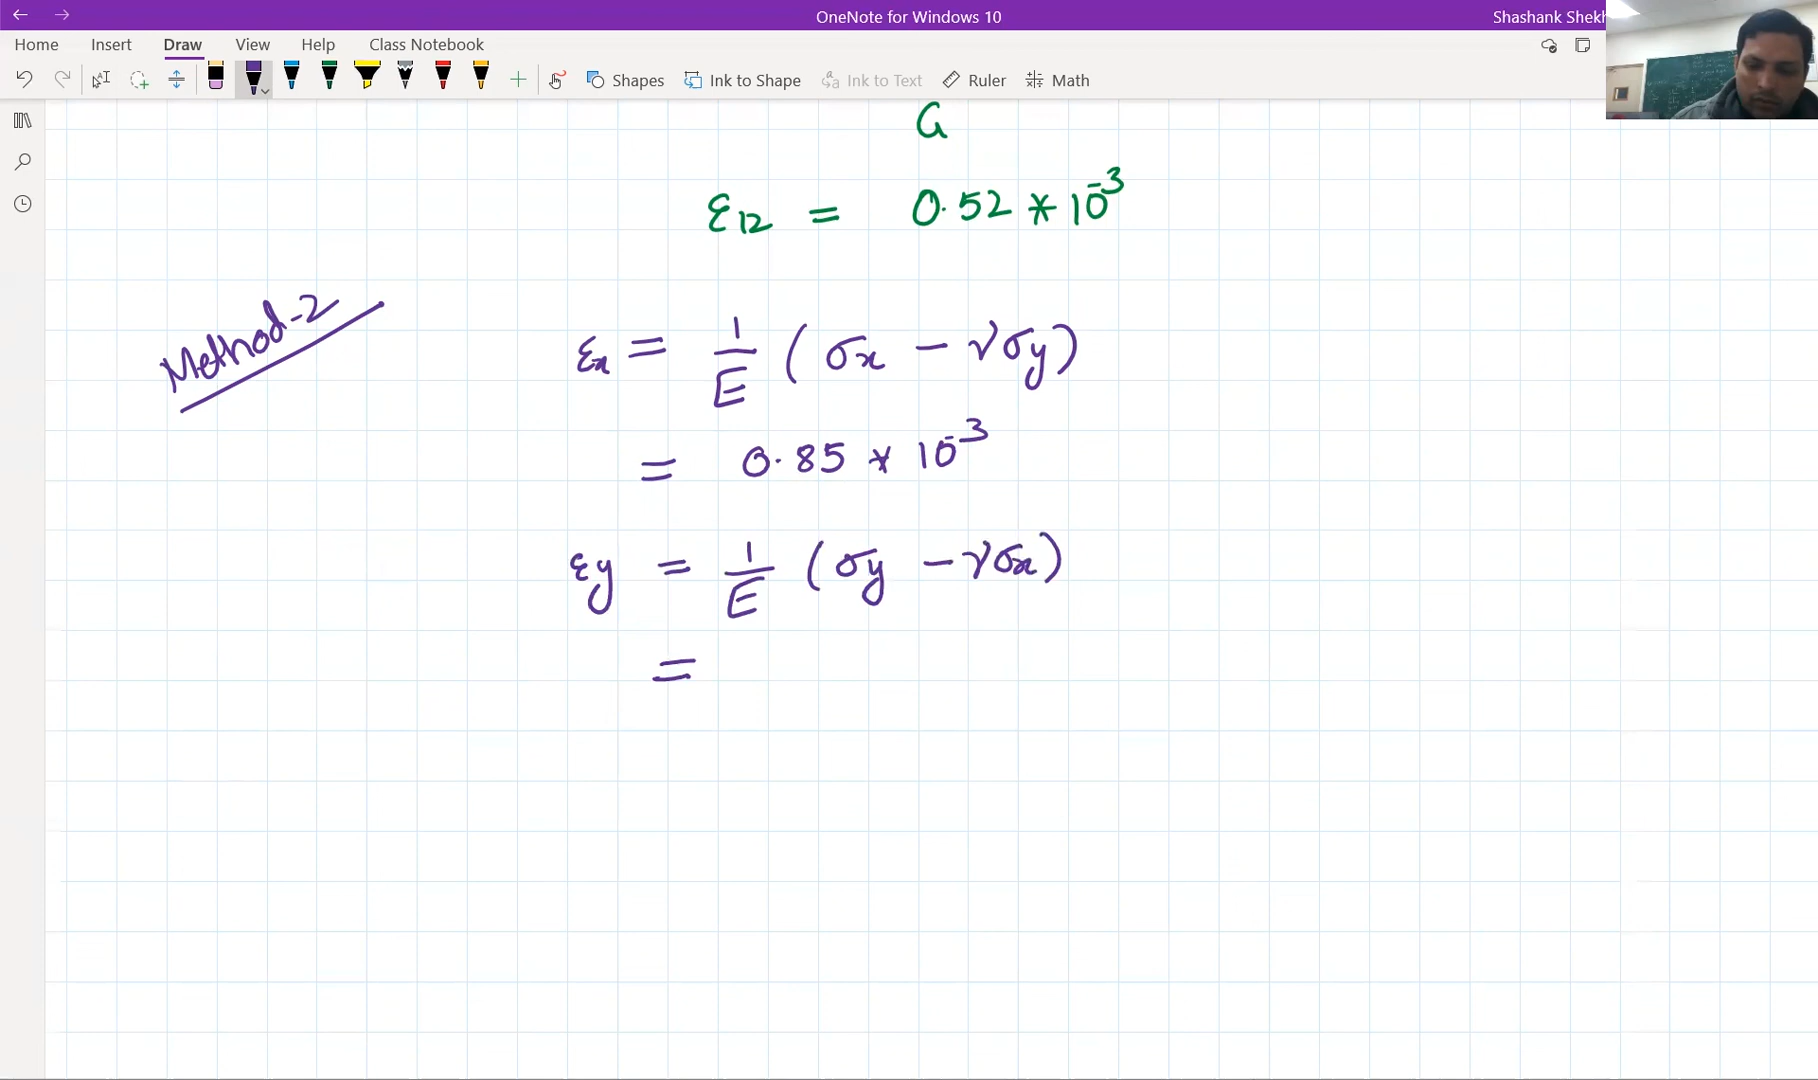 OneNote for Windows 10
Shashank Shekh
Home Insert Draw View Help Class Notebook
Shapes Ink to Shape Ink to Text Ruler Math
G
ε12 = 0.52 * 10^-3
Method-2
εx = 1/E (σx - νσy)
= 0.85 * 10^-3
εy = 1/E (σy - νσx)
=